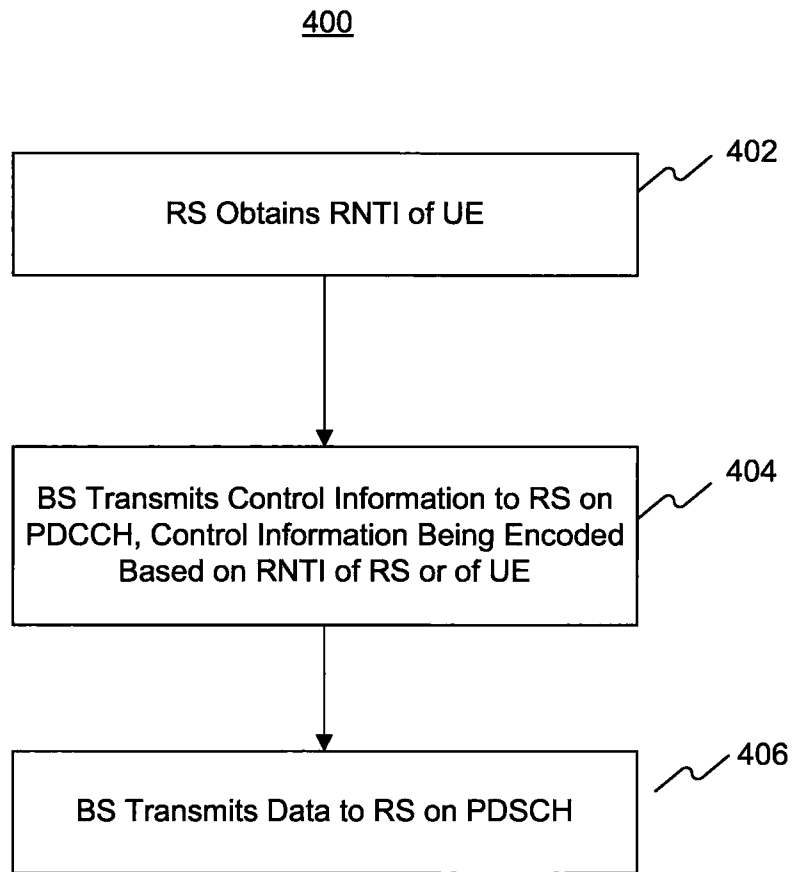 400
402
RS Obtains RNTI of UE
404
BS Transmits Control Information to RS on
PDCCH, Control Information Being Encoded
Based on RNTI of RS or of UE
406
BS Transmits Data to RS on PDSCH